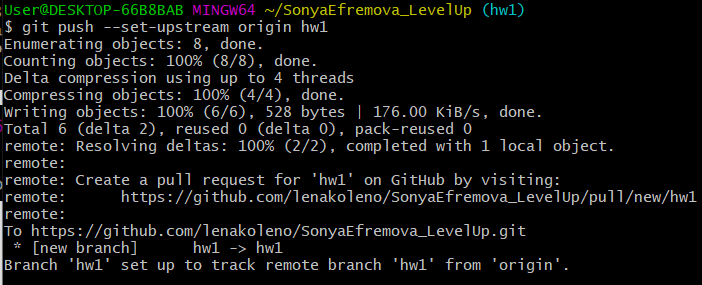 User@DESKTOP-66B8BAB MINGW64 ~/SonyaEfremova_LevelUp (hw1)
$ git push --set-upstream origin hw1
Enumerating objects: 8, done.
Counting objects: 100% (8/8), done.
Delta compression using up to 4 threads
Compressing objects: 100% (4/4), done.
Writing objects: 100% (6/6), 528 bytes | 176.00 KiB/s, done.
Total 6 (delta 2), reused 0 (delta 0), pack-reused 0
remote: Resolving deltas: 100% (2/2), completed with 1 local object.
remote:
remote: Create a pull request for 'hw1' on GitHub by visiting:
remote:      https://github.com/lenakoleno/SonyaEfremova_LevelUp/pull/new/hw1
remote:
To https://github.com/lenakoleno/SonyaEfremova_LevelUp.git
 * [new branch]      hw1 -> hw1
Branch 'hw1' set up to track remote branch 'hw1' from 'origin'.